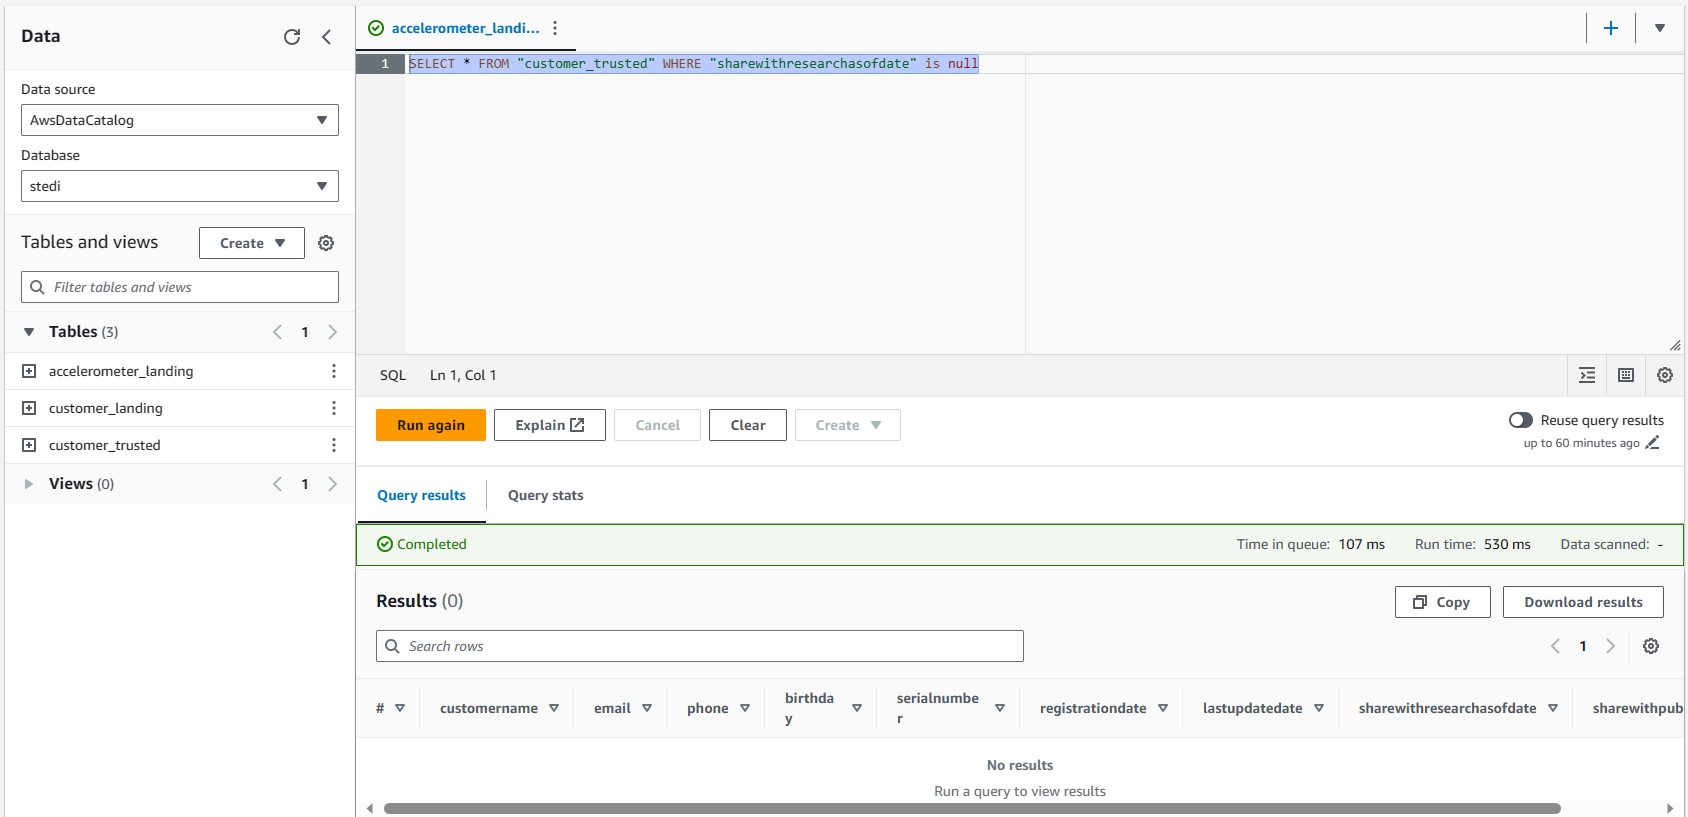 Data
Data source
AwsDataCatalog
Database
stedi
Tables and views
Create
Filter tables and views
Tables (3)
1
accelerometer_landing
customer_landing
customer_trusted
Views (0)
1
accelerometer_landi...
1
SELECT * FROM "customer_trusted" WHERE "sharewithresearchasofdate" is null
SQL Ln 1, Col 1
Run again Explain Cancel Clear Create
Reuse query results
up to 60 minutes ago
Query results Query stats
Completed Time in queue: 107 ms Run time: 530 ms Data scanned: -
Results (0)
Copy Download results
Search rows
1
# customername email phone birthda
y serialnumbe
r registrationdate lastupdatedate sharewithresearchasofdate sharewithpub
No results
Run a query to view results